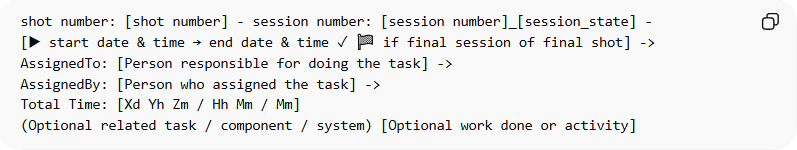 shot number: [shot number] - session number: [session number]_[session_state] -
[▶ start date & time → end date & time ✓ 🏁 if final session of final shot] ->
AssignedTo: [Person responsible for doing the task] ->
AssignedBy: [Person who assigned the task] ->
Total Time: [Xd Yh Zm / Hh Mm / Mm]
(Optional related task / component / system) [Optional work done or activity]